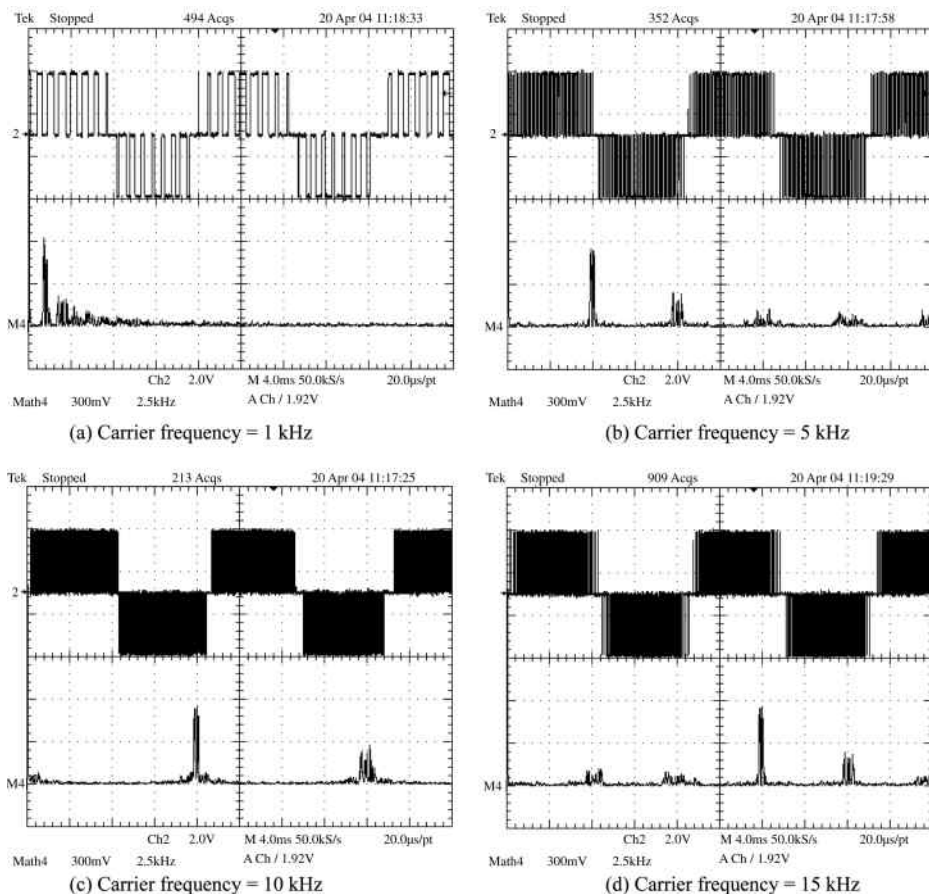 Tek Stopped 494 Acqs 20 Apr 04 11:18:33
2
M4
Ch2 2.0V M 4.0ms 50.0kS/s 20.0µs/pt
Math4 300mV 2.5kHz A Ch / 1.92V
(a) Carrier frequency = 1 kHz
Tek Stopped 352 Acqs 20 Apr 04 11:17:58
2
M4
Ch2 2.0V M 4.0ms 50.0kS/s 20.0µs/pt
Math4 300mV 2.5kHz A Ch / 1.92V
(b) Carrier frequency = 5 kHz
Tek Stopped 213 Acqs 20 Apr 04 11:17:25
2
M4
Ch2 2.0V M 4.0ms 50.0kS/s 20.0µs/pt
Math4 300mV 2.5kHz A Ch / 1.92V
(c) Carrier frequency = 10 kHz
Tek Stopped 909 Acqs 20 Apr 04 11:19:29
2
M4
Ch2 2.0V M 4.0ms 50.0kS/s 20.0µs/pt
Math4 300mV 2.5kHz A Ch / 1.92V
(d) Carrier frequency = 15 kHz